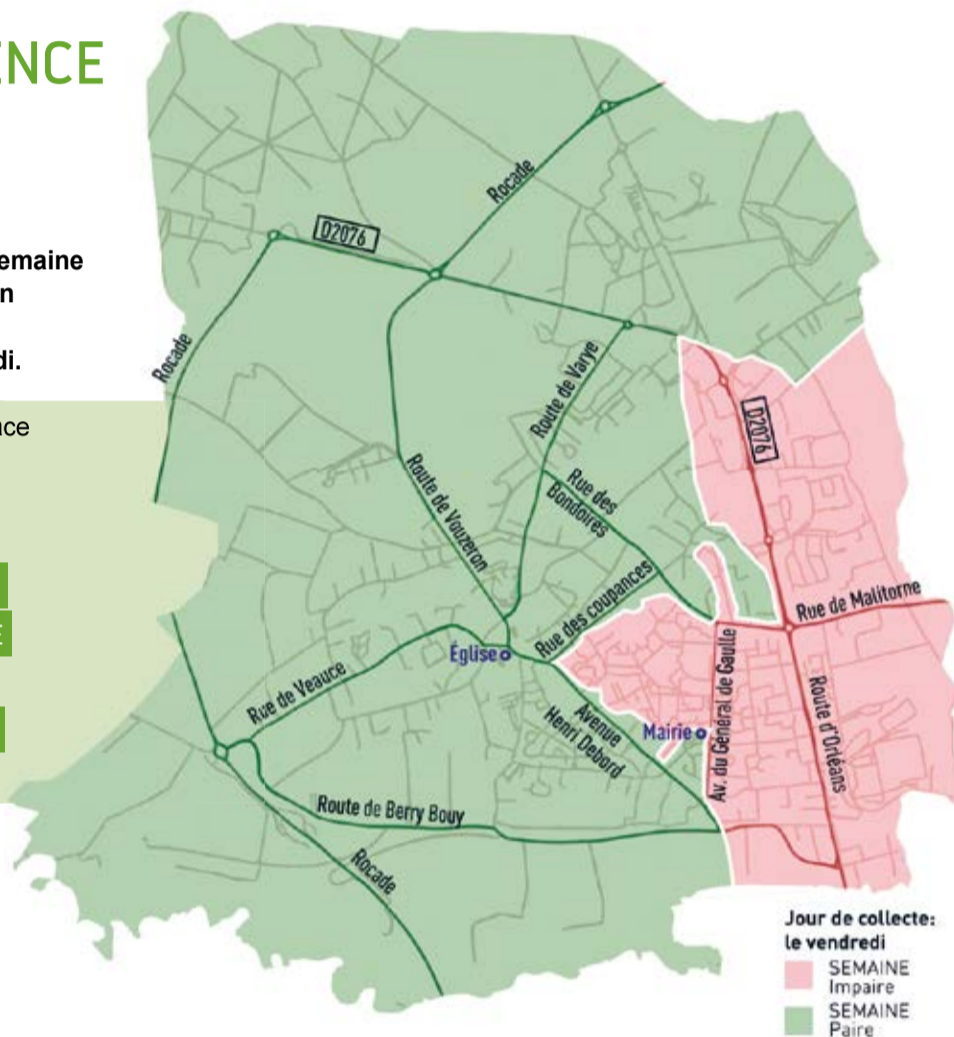 ENCE
emaine
n
di.
ace
Rocade
D2076
Rocade
Route de Varye
D2076
Rue des
Bondoires
Route de Vouzeron
Rue des coupances
Rue de Malitorne
Église
Rue de Veauce
Avenue
Henri Debord
Mairie
Av. du Général de Gaulle
Route d'Orléans
Route de Berry Bouy
Rocade
Jour de collecte:
le vendredi
SEMAINE
Impaire
SEMAINE
Paire